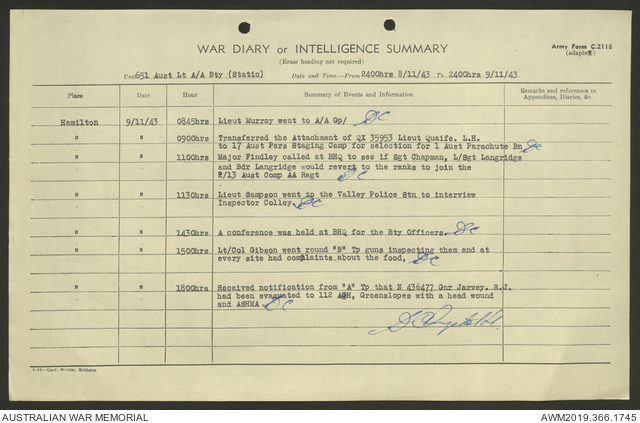 WAR DIARY or INTELLIGENCE SUMMARY
Army Form C.2118
(adapted)
(Erase heading not required)
Unit 651 Aust Lt A/A Bty (Static) Date and Time.—From 2400hrs 8/11/43 To 2400hrs 9/11/43.
Place Date Hour Summary of Events and Information Remarks and references to Appendices, Diaries, &c.
Hamilton 9/11/43 0845hrs Lieut Murray went to A/A Gp/ DC
" " 0900hrs Transferred the Attachment of QX 35953 Lieut Quaife. L.H.
to 17 Aust Pers Staging Camp for selection for 1 Aust Parachute Bn DC
" " 1100hrs Major Findley called at BHQ to see if Sgt Chapman, L/Sgt Langridge
and Bdr Langridge would revert to the ranks to join the
2/13 Aust Comp AA Regt DC
" " 1130hrs Lieut Sampson went to the Valley Police Stn to interview
Inspector Colley. DC
" " 1430hrs A conference was held at BHQ for the Bty Officers. DC
" " 1500hrs Lt/Col Gibson went round "B" Tp guns inspecting them and at
every site had complaints about the food, DC
" " 1800hrs Received notification from "A" Tp that N 436477 Gnr Jarvey. R.J.
had been evacuated to 112 AGH, Greenslopes with a head wound
and ASHMA. DC
Govt. Printer, Brisbane.
AUSTRALIAN WAR MEMORIAL
AWM2019.366.1745